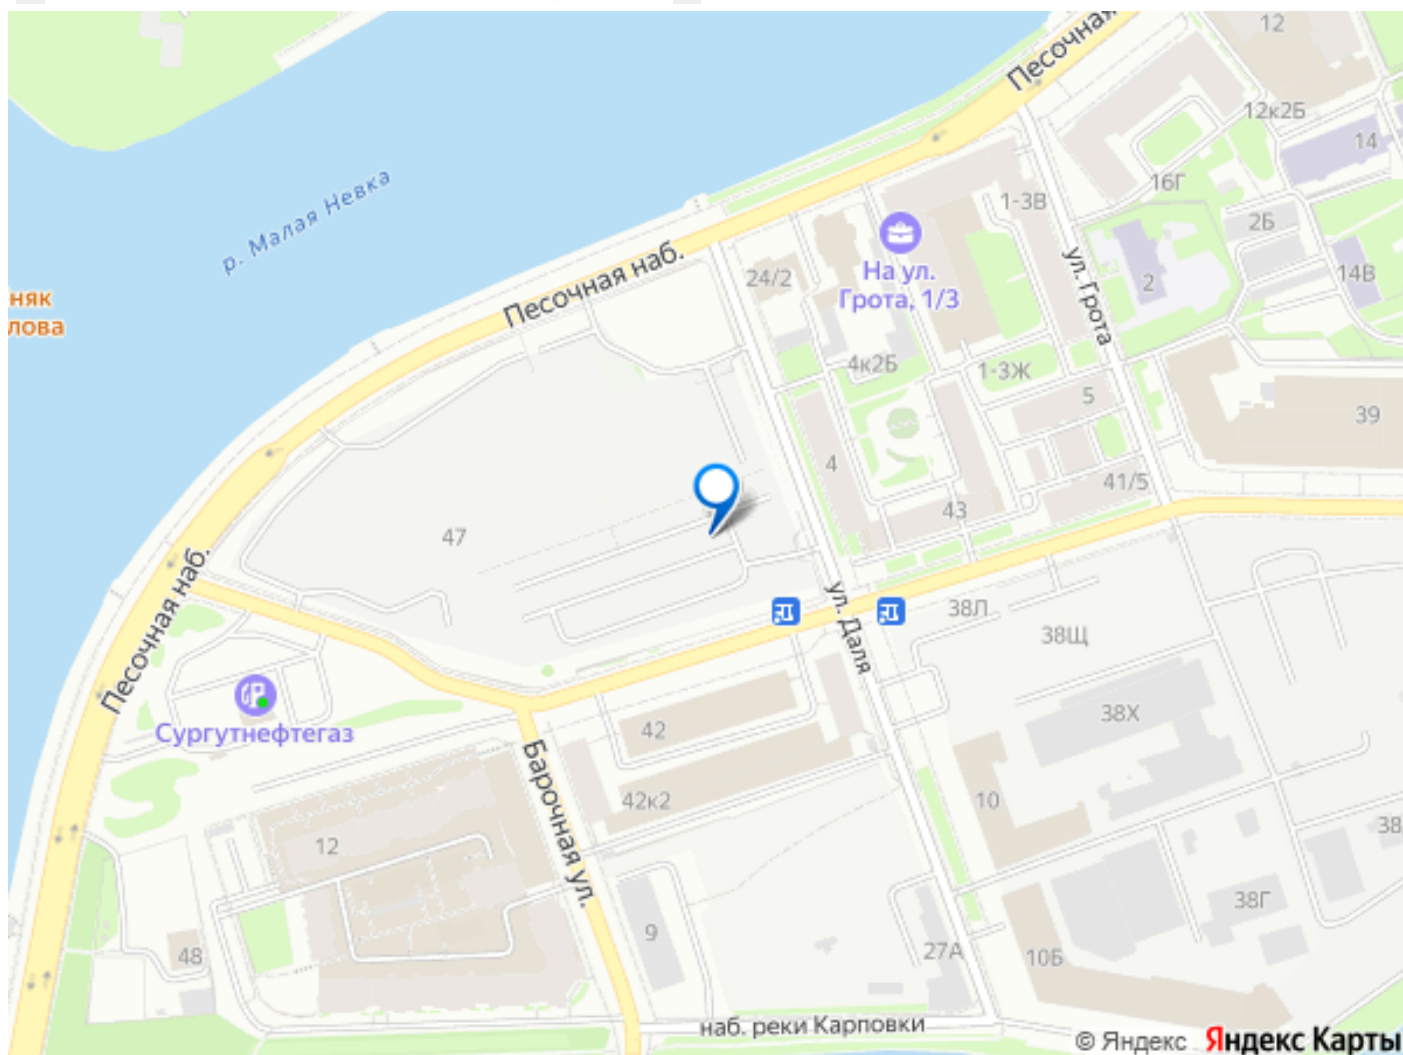 Песочная
12
12к2Б
14
16Г
1-3В
2Б
р. Малая Невка
На ул.
Грота, 1/3
ул. Грота
2
14В
Песочная наб.
24/2
няк
лова
4к2Б
1-3Ж
5
39
4
41/5
43
47
Песочная наб.
ул. Даля
38Л
38Щ
Сургутнефтегаз
42
38Х
Барочная ул.
42к2
10
38
12
38Г
9
27А
10Б
48
наб. реки Карповки
© Яндекс Яндекс Карты